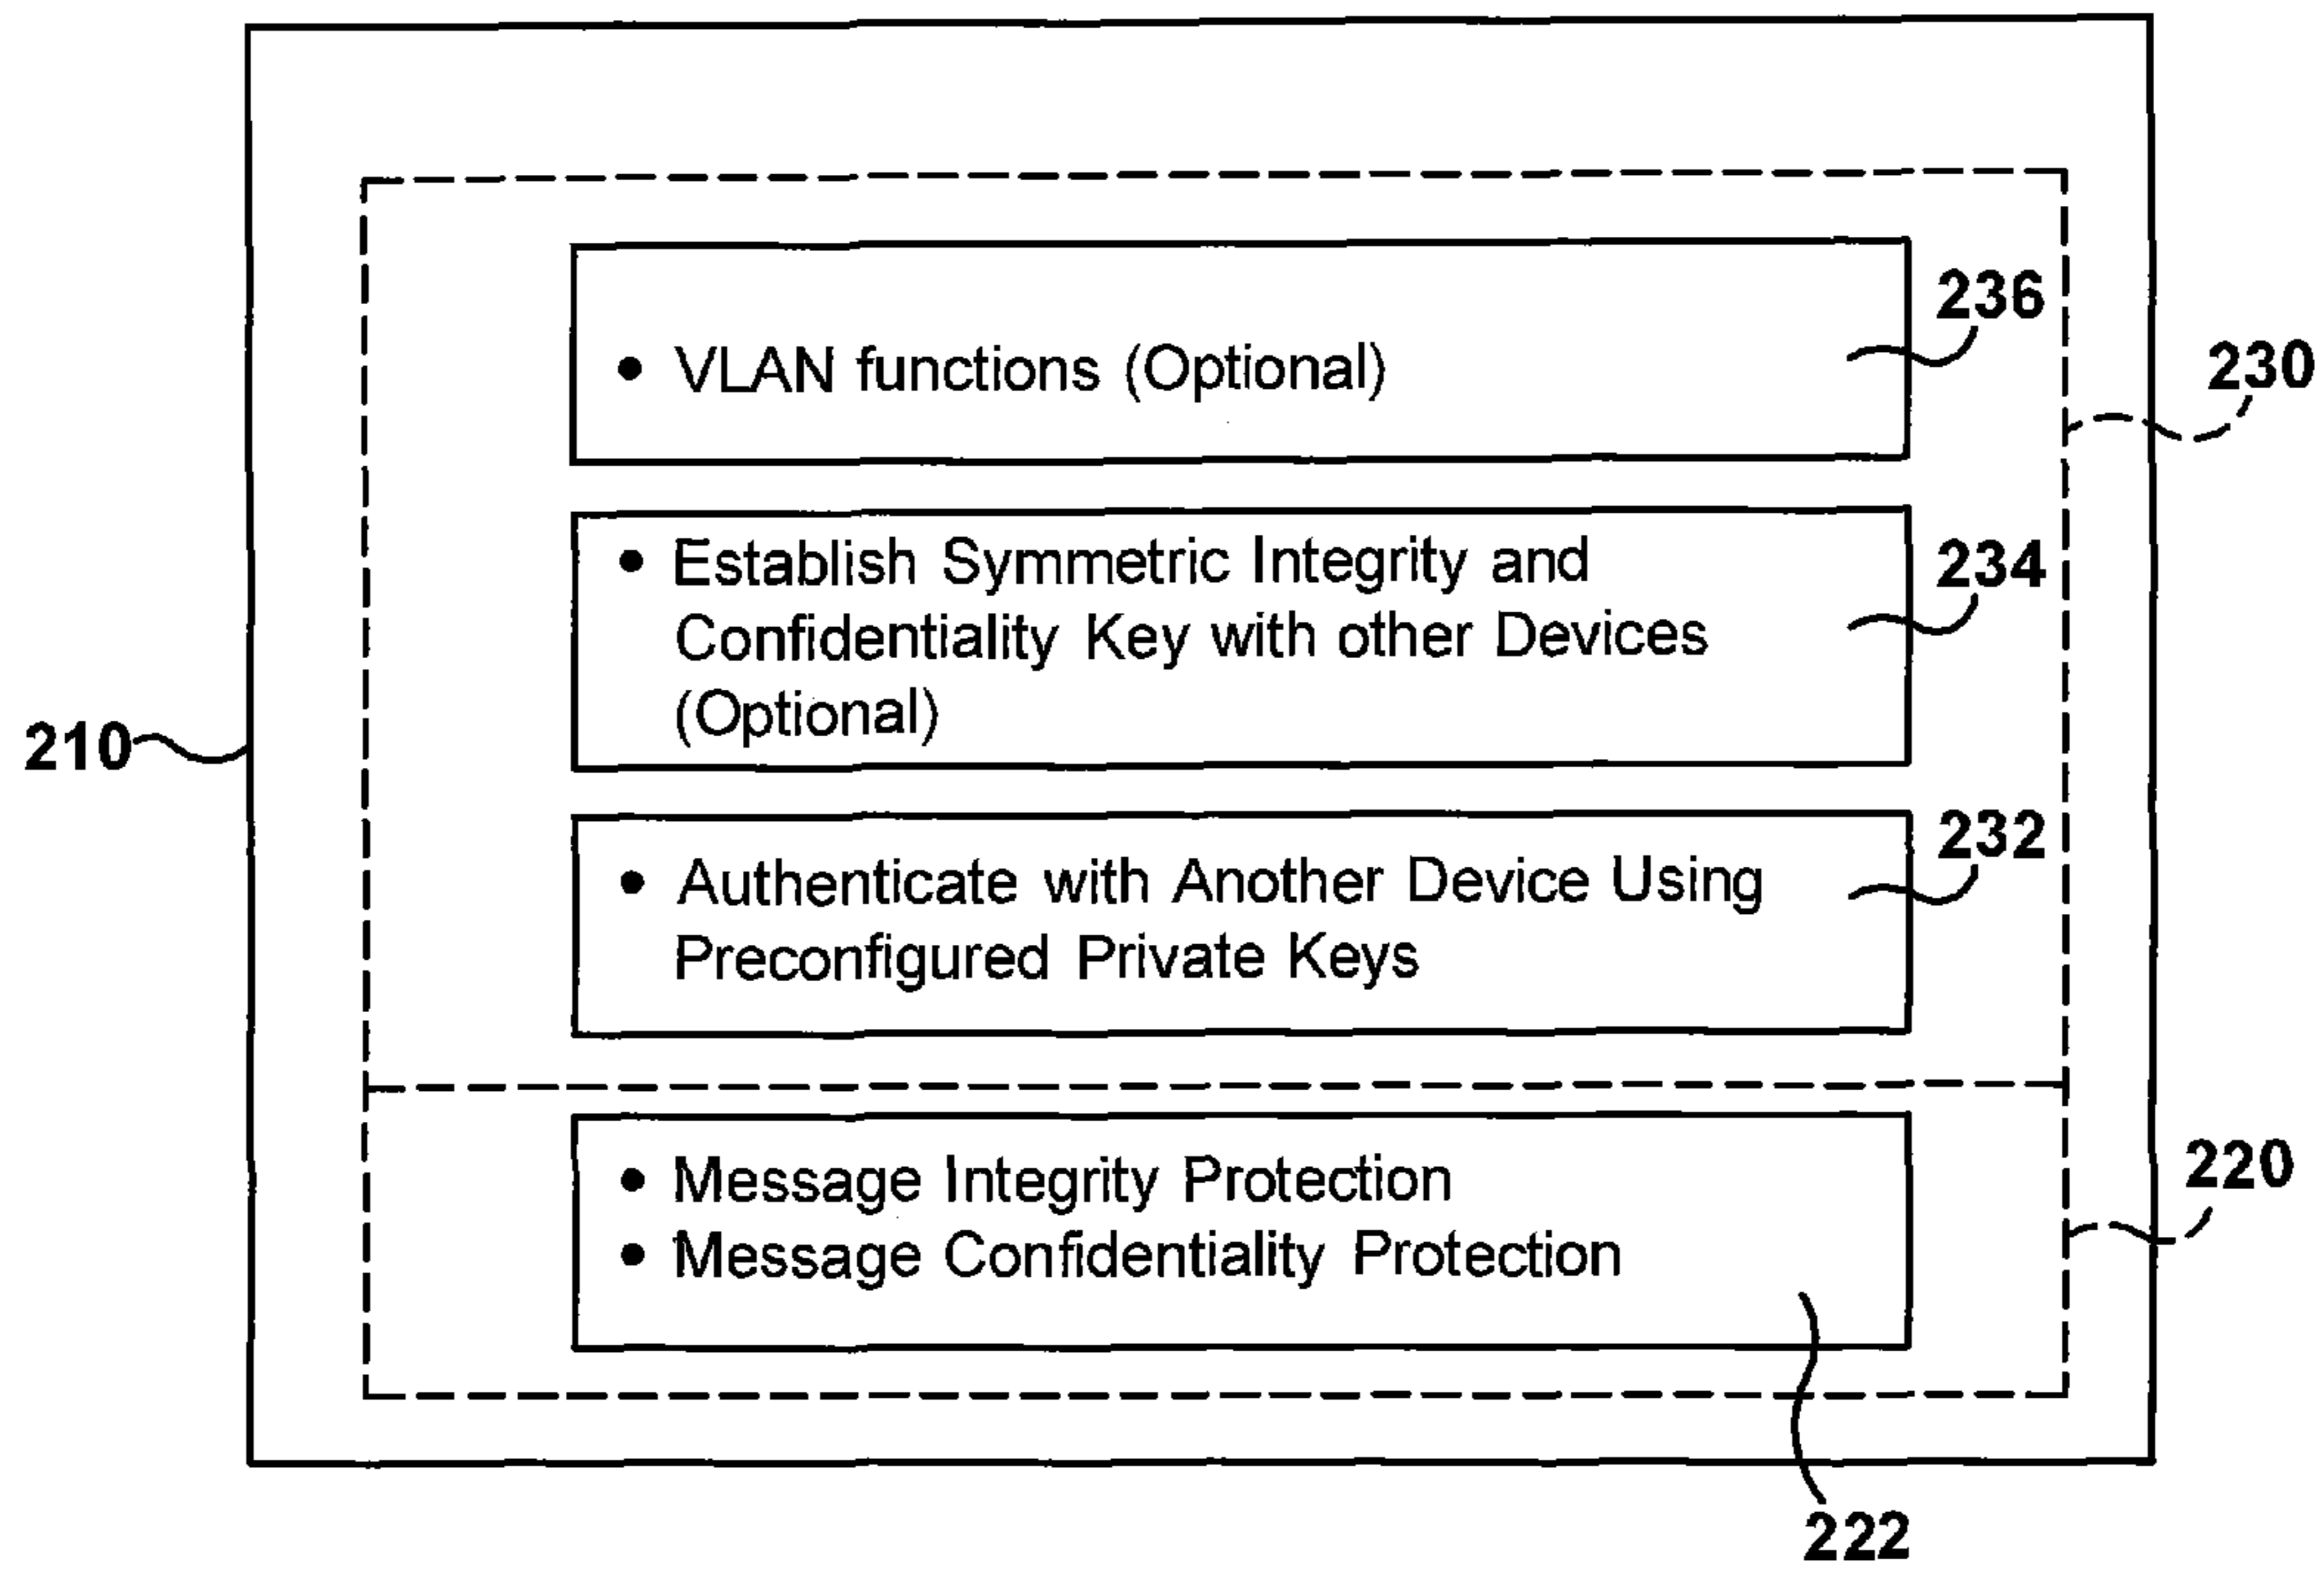 236
230
• VLAN functions (Optional)
• Establish Symmetric Integrity and
234
Confidentiality Key with other Devices
(Optional)
210
232
• Authenticate with Another Device Using
Preconfigured Private Keys
220
• Message Integrity Protection
• Message Confidentiality Protection
222